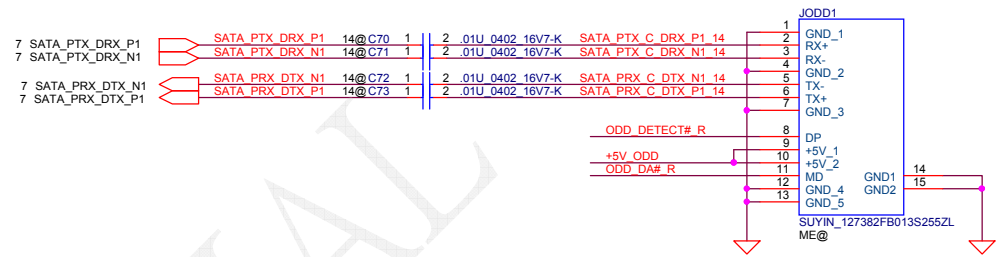 JODD1
1 GND_1
7 SATA_PTX_DRX_P1 SATA_PTX_DRX_P1 14@ C70 1 2 .01U_0402_16V7-K SATA_PTX_C_DRX_P1_14 2 RX+
7 SATA_PTX_DRX_N1 SATA_PTX_DRX_N1 14@ C71 1 2 .01U_0402_16V7-K SATA_PTX_C_DRX_N1_14 3 RX-
4 GND_2
7 SATA_PRX_DTX_N1 SATA_PRX_DTX_N1 14@ C72 1 2 .01U_0402_16V7-K SATA_PRX_C_DTX_N1_14 5 TX-
7 SATA_PRX_DTX_P1 SATA_PRX_DTX_P1 14@ C73 1 2 .01U_0402_16V7-K SATA_PRX_C_DTX_P1_14 6 TX+
7 GND_3
ODD_DETECT#_R 8 DP
9 +5V_1
+5V_ODD 10 +5V_2
ODD_DA#_R 11 MD GND1 14
12 GND_4 GND2 15
13 GND_5
SUYIN_127382FB013S255ZL
ME@